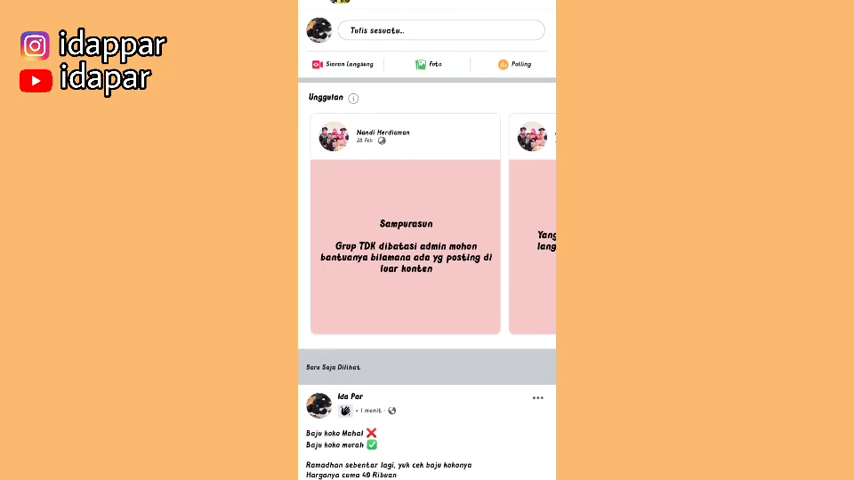 idappar
idapar
Tulis sesuatu..
Siaran Langsung
Foto
Polling
Unggulan
Nandi Herdiaman
28 Feb
Sampurasun
Grup TDK dibatasi admin mohon
bantuanya bilamana ada yg posting di
luar konten
Yang
lang
Baru Saja Dilihat
Ida Par
• 1 menit ·
Baju koko Mahal ❌
Baju koko murah ✅
Ramadhan sebentar lagi, yuk cek baju kokonya
Harganya cuma 40 Ribuan